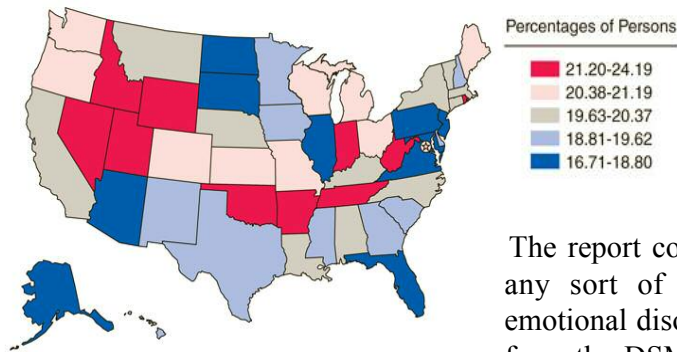 Percentages of Persons
21.20-24.19
20.38-21.19
19.63-20.37
18.81-19.62
16.71-18.80
The report co
any sort of
emotional diso
from the DSM